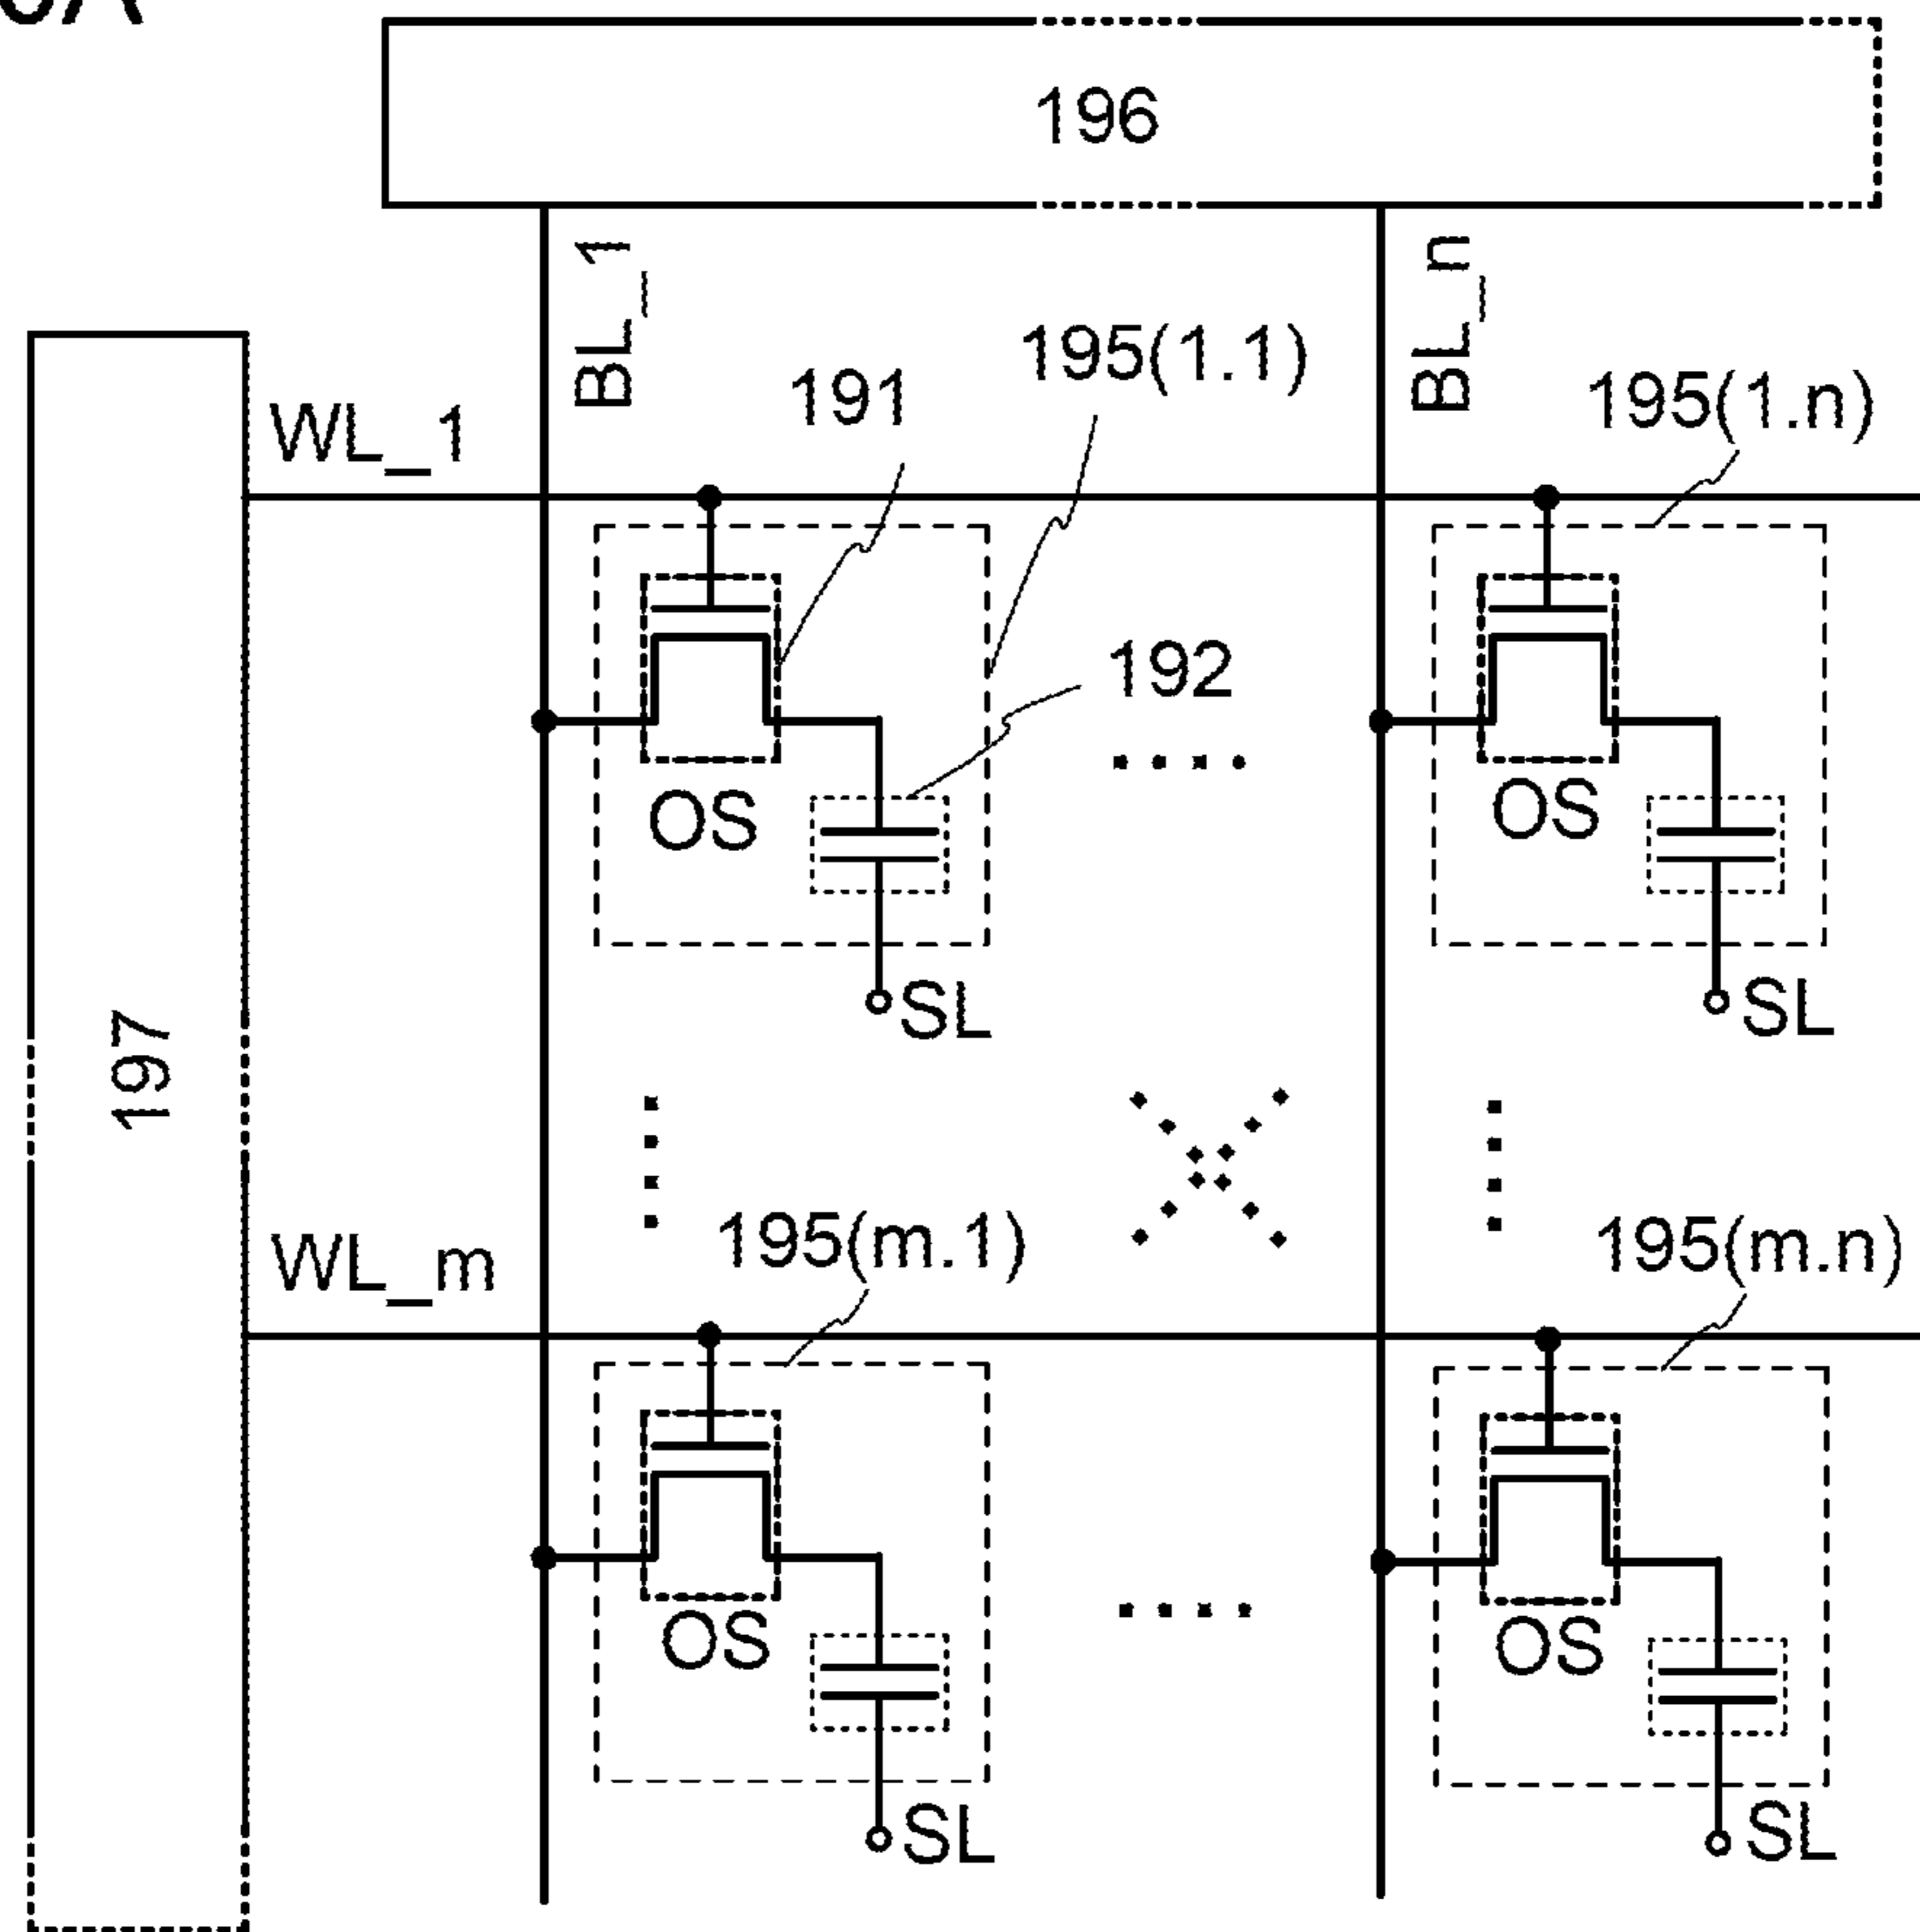 196
BL_1
BL_n
195(1.1)
191
195(1.n)
WL_1
192
OS
OS
SL
SL
197
195(m.1)
195(m.n)
WL_m
OS
OS
SL
SL